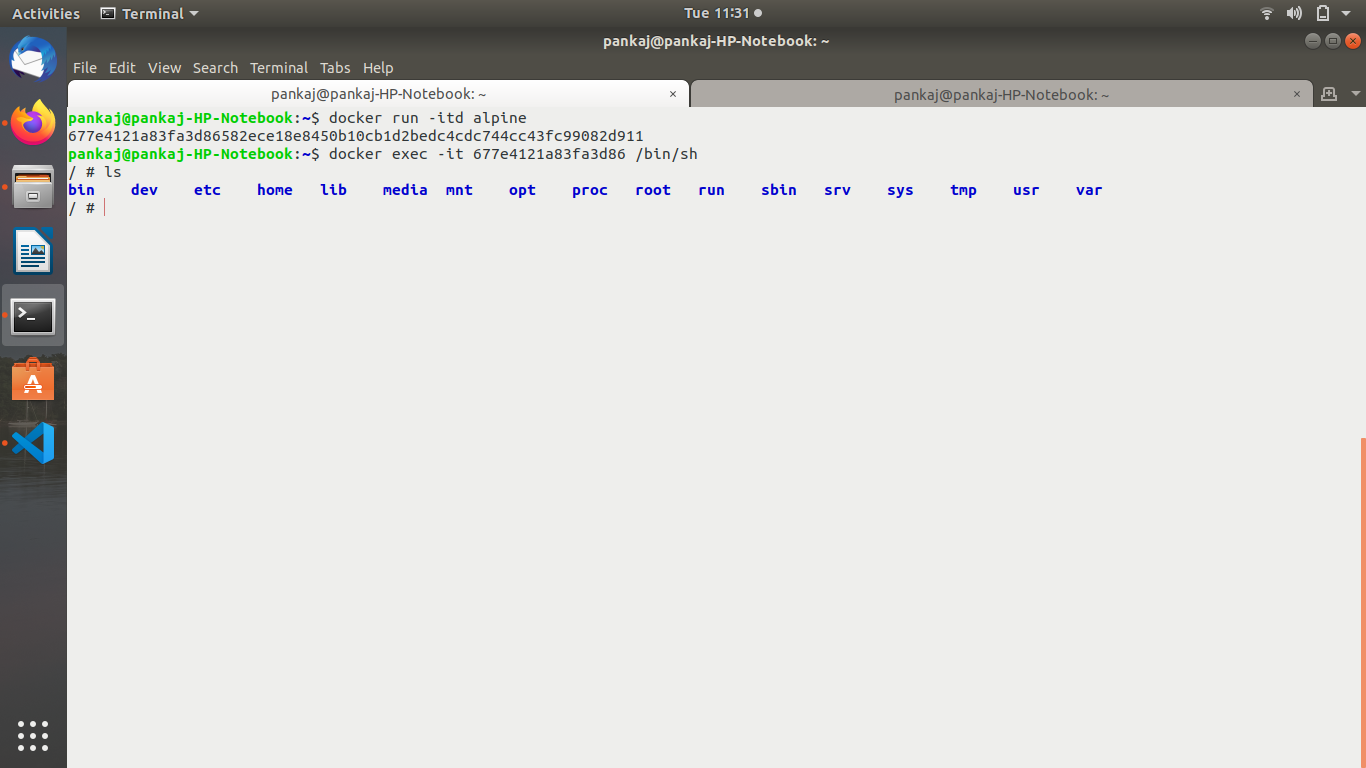 Activities Terminal Tue 11:31
pankaj@pankaj-HP-Notebook: ~
File Edit View Search Terminal Tabs Help
pankaj@pankaj-HP-Notebook: ~ × pankaj@pankaj-HP-Notebook: ~ ×
pankaj@pankaj-HP-Notebook:~$ docker run -itd alpine
677e4121a83fa3d86582ece18e8450b10cb1d2bedc4cdc744cc43fc99082d911
pankaj@pankaj-HP-Notebook:~$ docker exec -it 677e4121a83fa3d86 /bin/sh
/ # ls
bin dev etc home lib media mnt opt proc root run sbin srv sys tmp usr var
/ #